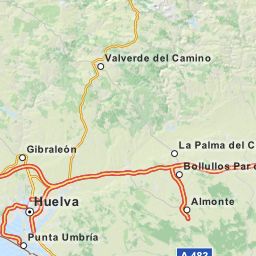 Valverde del Camino
Gibraleón
La Palma del C
Bollullos Par
Huelva
Almonte
Punta Umbría
A-483